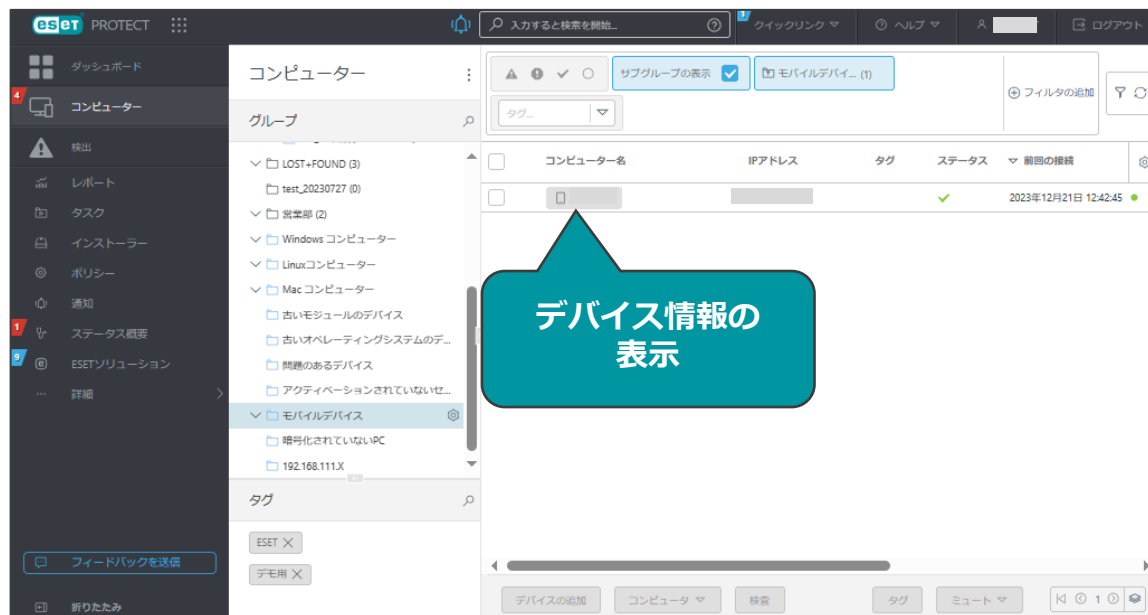 eset PROTECT
入力すると検索を開始...
1
クイックリンク
ヘルプ
ログアウト
ダッシュボード
4
コンピューター
検出
レポート
タスク
インストーラー
ポリシー
通知
1
ステータス概要
9
ESETソリューション
詳細
フィードバックを送信
折りたたみ
コンピューター
グループ
LOST+FOUND (3)
test_20230727 (0)
営業部 (2)
Windows コンピューター
Linuxコンピューター
Mac コンピューター
古いモジュールのデバイス
古いオペレーティングシステムのデ...
問題のあるデバイス
アクティベーションされていないセ...
モバイルデバイス
暗号化されていないPC
192.168.111.X
タグ
ESET
デモ用
サブグループの表示
モバイルデバイ... (1)
フィルタの追加
タグ...
コンピューター名 IPアドレス タグ ステータス 前回の接続
2023年12月21日 12:42:45
デバイス情報の
表示
デバイスの追加 コンピュータ 検査 タグ ミュート 1